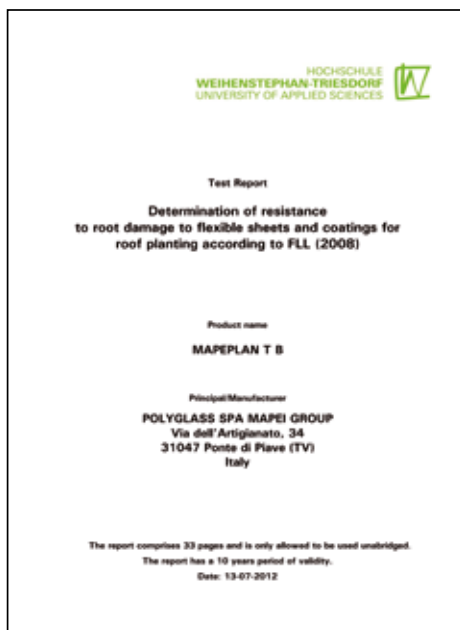 HOCHSCHULE
WEIHENSTEPHAN-TRIESDORF
UNIVERSITY OF APPLIED SCIENCES
Test Report
Determination of resistance
to root damage to flexible sheets and coatings for
roof planting according to FLL (2008)
Product name
MAPEPLAN T B
Principal/Manufacturer
POLYGLASS SPA MAPEI GROUP
Via dell'Artigianato, 34
31047 Ponte di Piave (TV)
Italy
The report comprises 33 pages and is only allowed to be used unabridged.
The report has a 10 years period of validity.
Date: 13-07-2012